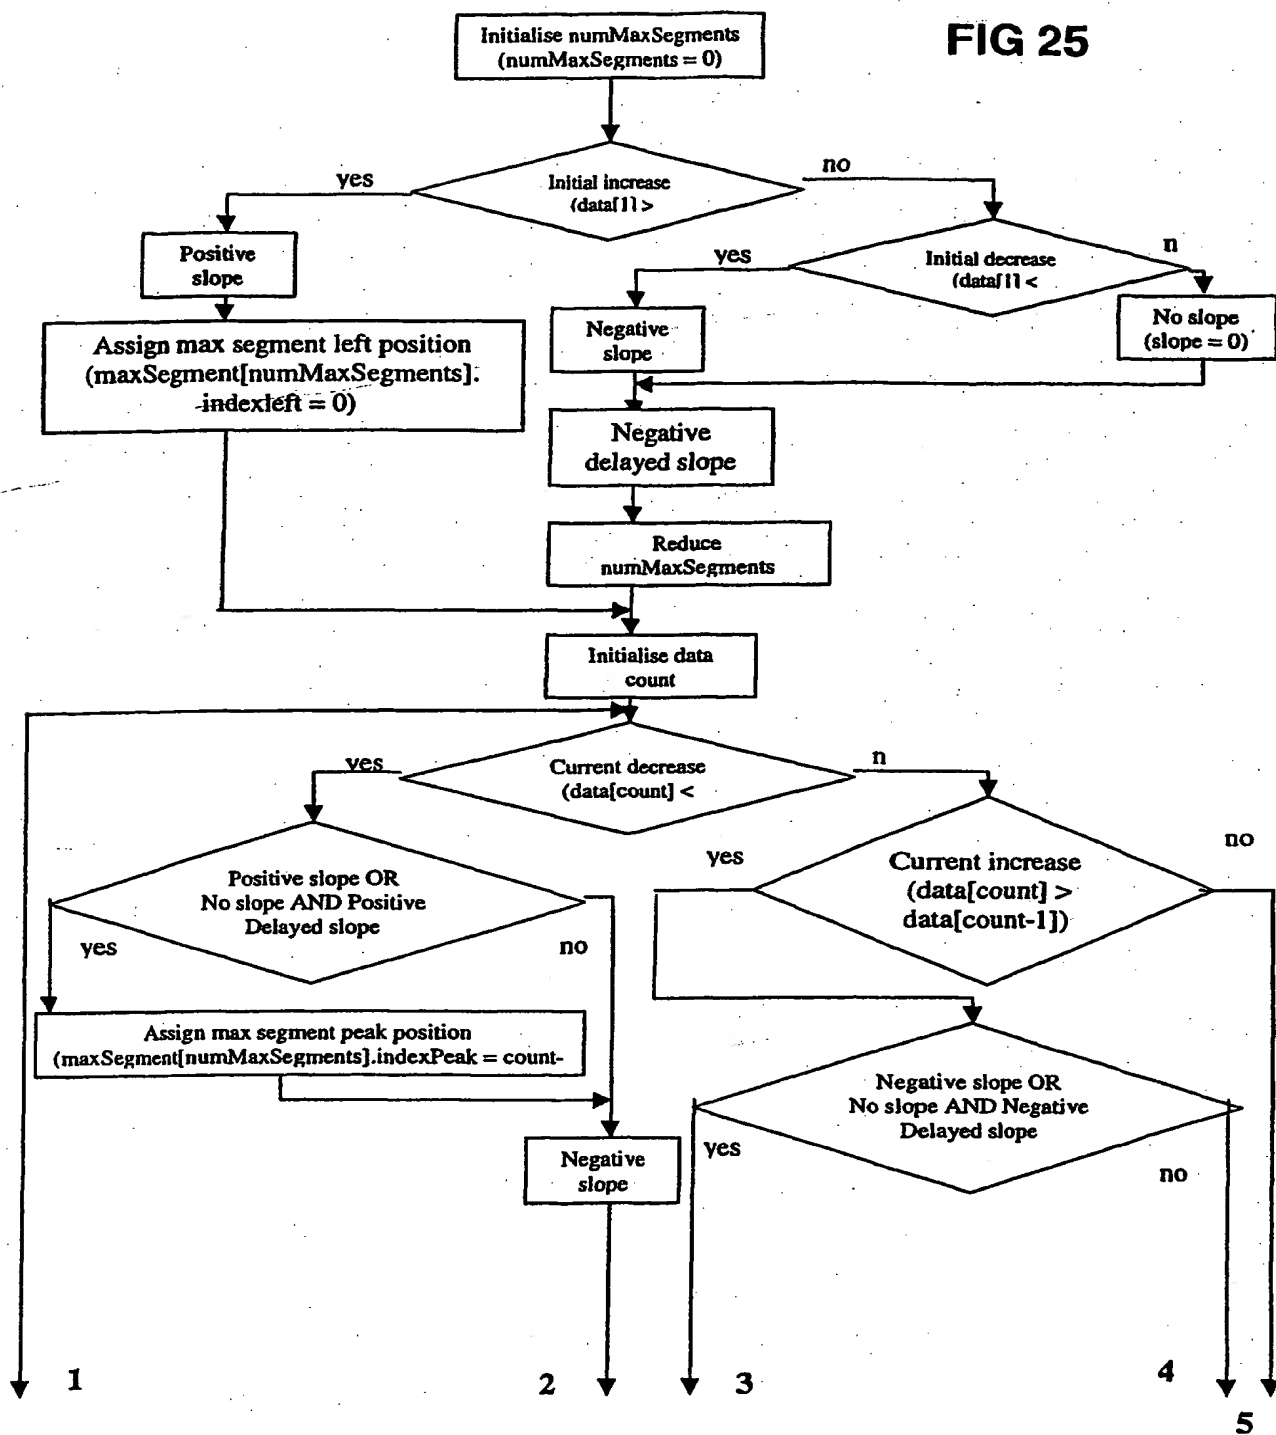 FIG 25
Initialise numMaxSegments
(numMaxSegments = 0)
yes
Initial increase
(data[1] >
no
Positive
slope
yes
Initial decrease
(data[1] <
n
Assign max segment left position
(maxSegment[numMaxSegments].
indexleft = 0)
Negative
slope
No slope
(slope = 0)
Negative
delayed slope
Reduce
numMaxSegments
Initialise data
count
yes
Current decrease
(data[count] <
n
Positive slope OR
No slope AND Positive
Delayed slope
yes
no
yes
Current increase
(data[count] >
data[count-1])
no
Assign max segment peak position
(maxSegment[numMaxSegments].indexPeak = count-
Negative slope OR
No slope AND Negative
Delayed slope
yes
no
Negative
slope
1
2
3
4
5